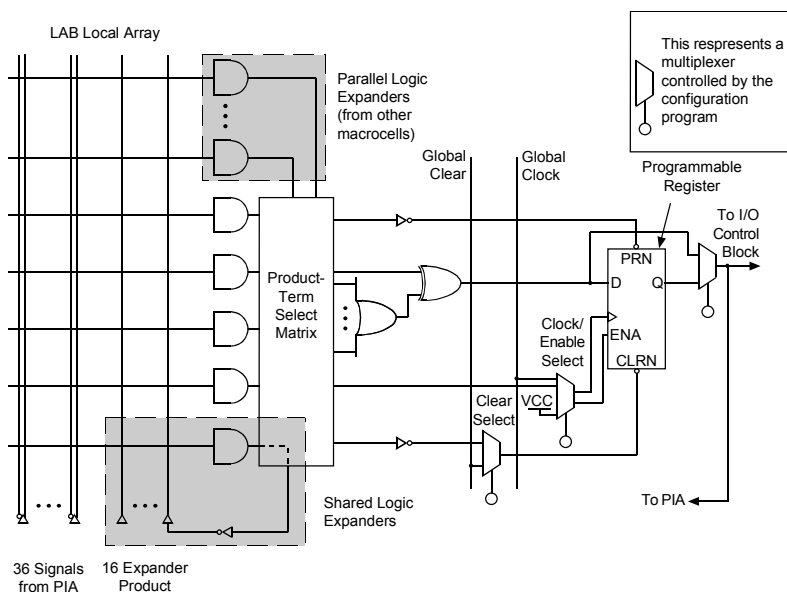 LAB Local Array
Parallel Logic
Expanders
(from other
macrocells)
This respresents a
multiplexer
controlled by the
configuration
program
Global
Clear
Global
Clock
Programmable
Register
To I/O
Control
Block
Product-
Term
Select
Matrix
PRN
D
Q
ENA
CLRN
Clock/
Enable
Select
VCC
Clear
Select
Shared Logic
Expanders
To PIA
36 Signals
from PIA
16 Expander
Product